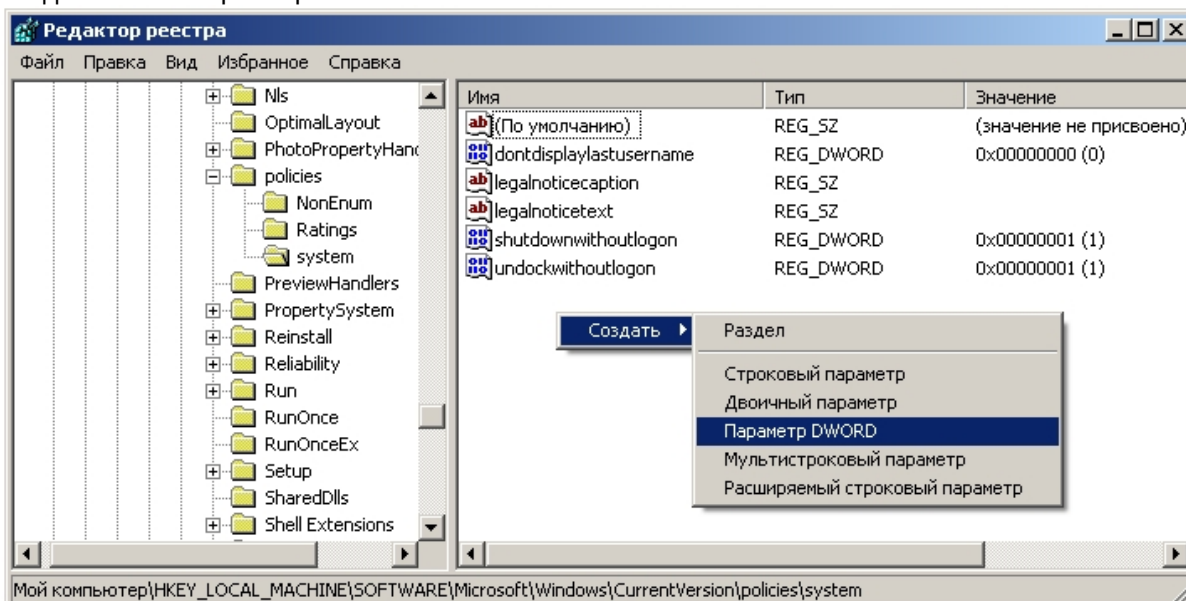 Редактор реестра
Файл Правка Вид Избранное Справка
Nls
OptimalLayout
PhotoPropertyHand
policies
NonEnum
Ratings
system
PreviewHandlers
PropertySystem
Reinstall
Reliability
Run
RunOnce
RunOnceEx
Setup
SharedDlls
Shell Extensions
Имя Тип Значение
(По умолчанию) REG_SZ (значение не присвоено)
dontdisplaylastusername REG_DWORD 0x00000000 (0)
legalnoticecaption REG_SZ
legalnoticetext REG_SZ
shutdownwithoutlogon REG_DWORD 0x00000001 (1)
undockwithoutlogon REG_DWORD 0x00000001 (1)
Создать
Раздел
Строковый параметр
Двоичный параметр
Параметр DWORD
Мультистроковый параметр
Расширяемый строковый параметр
Мой компьютер\HKEY_LOCAL_MACHINE\SOFTWARE\Microsoft\Windows\CurrentVersion\policies\system